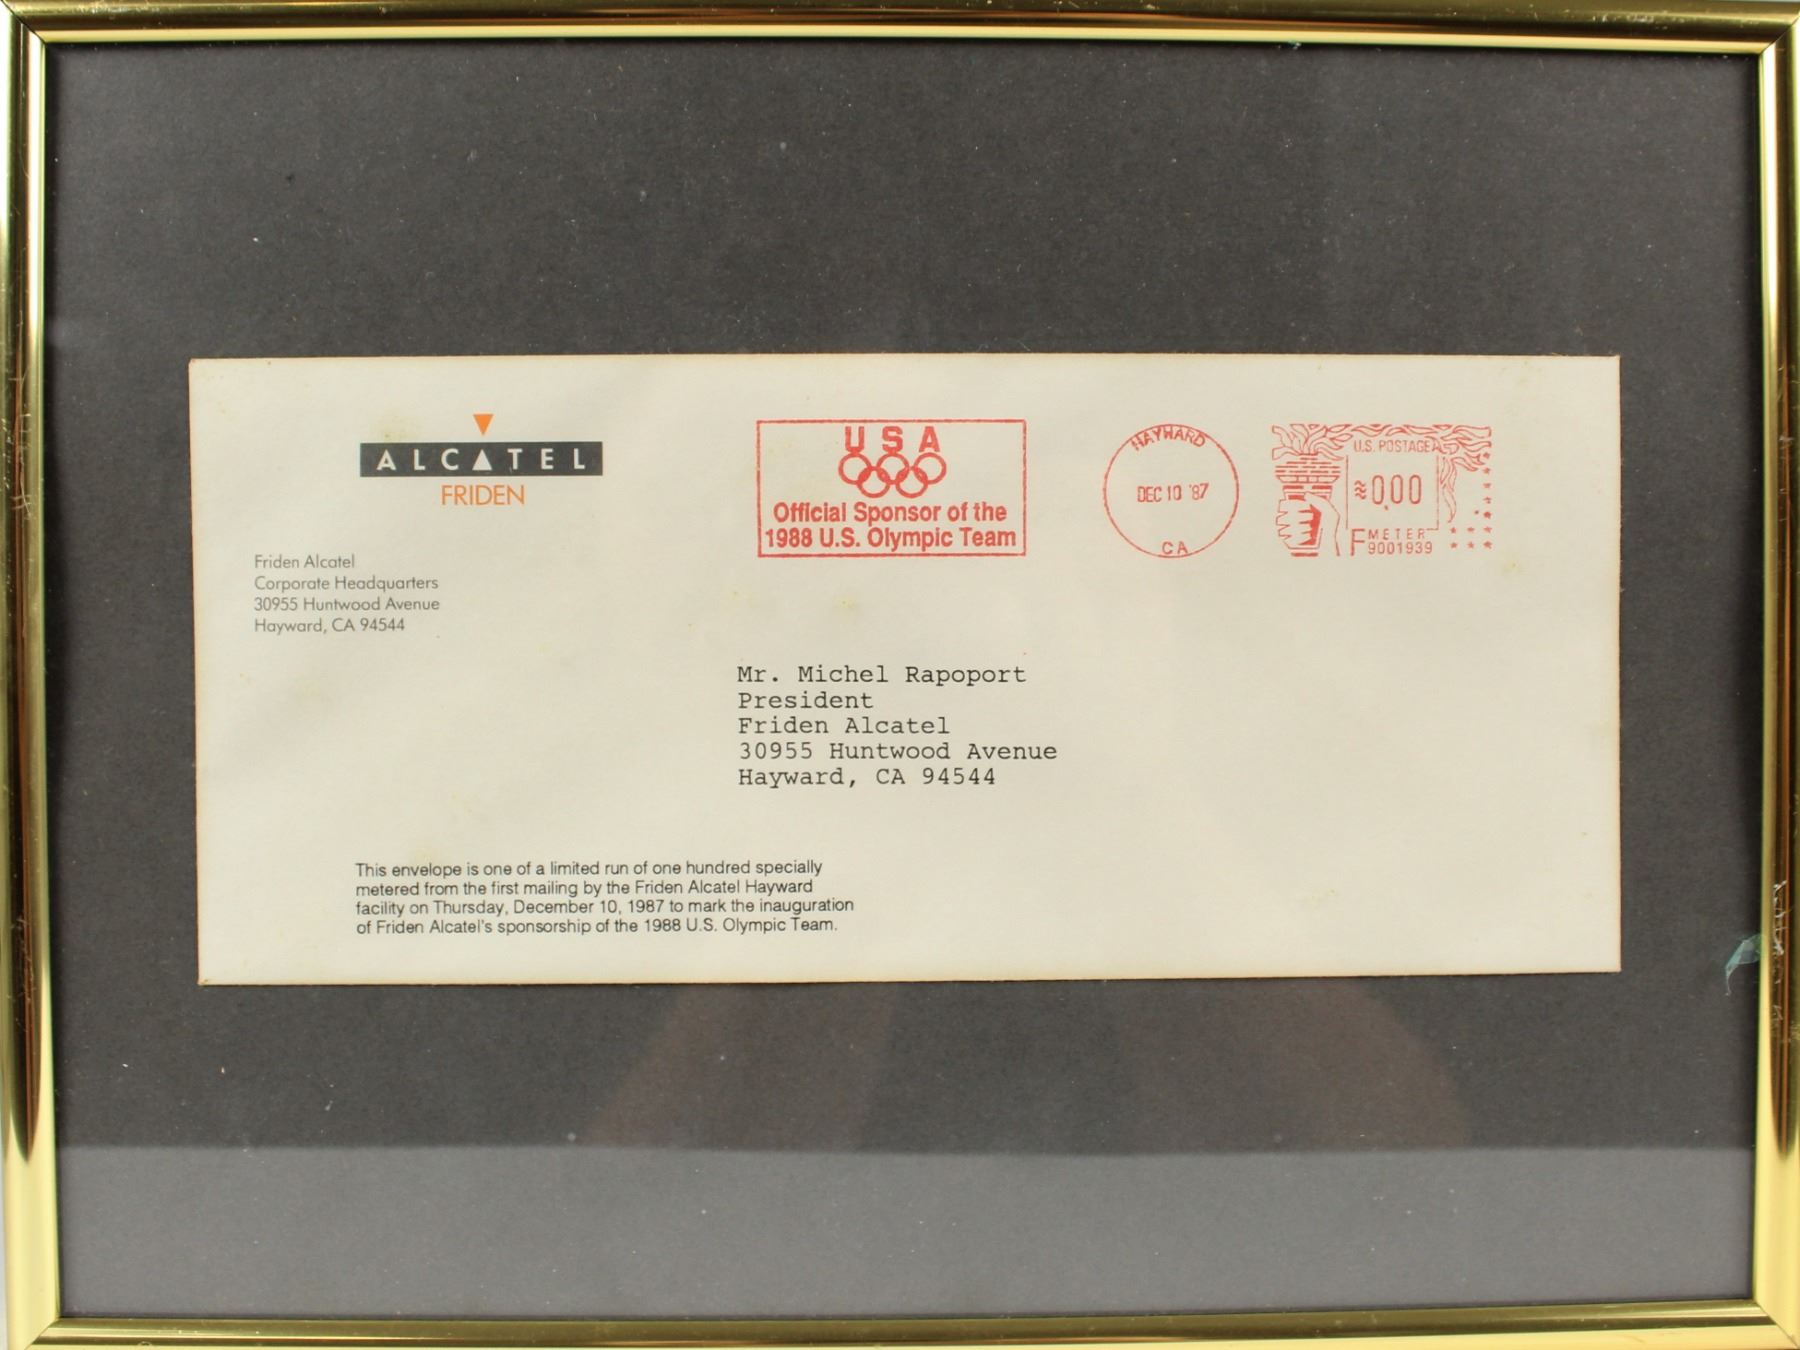 ALCATEL
FRIDEN
Friden Alcatel
Corporate Headquarters
30955 Huntwood Avenue
Hayward, CA 94544
USA
Official Sponsor of the
1988 U.S. Olympic Team
HAYWARD
DEC 10 '87
CA
U.S. POSTAGE
0.00
F METER
9001939
Mr. Michel Rapoport
President
Friden Alcatel
30955 Huntwood Avenue
Hayward, CA 94544
This envelope is one of a limited run of one hundred specially
metered from the first mailing by the Friden Alcatel Hayward
facility on Thursday, December 10, 1987 to mark the inauguration
of Friden Alcatel's sponsorship of the 1988 U.S. Olympic Team.